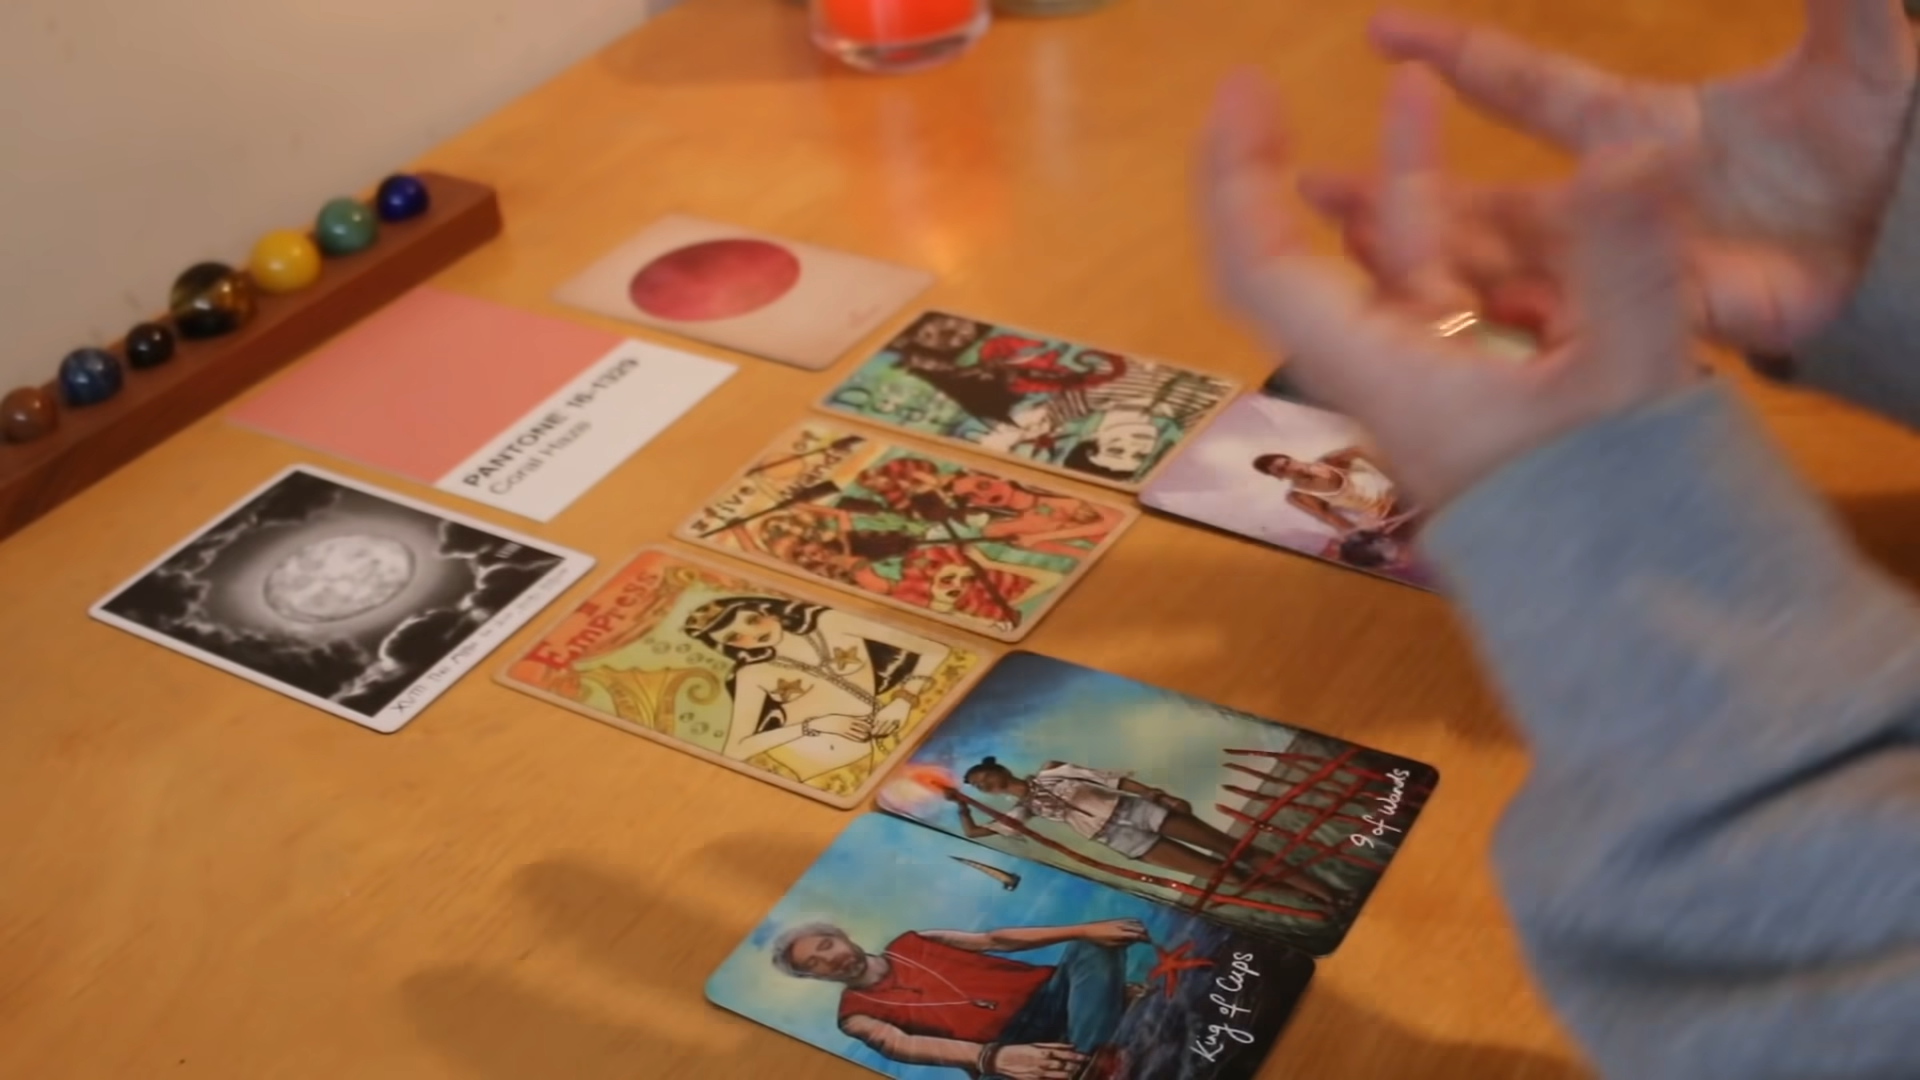 PANTONE 16-1329
Coral Haze
five of
wands
Empress
9 of Wands
King of Cups